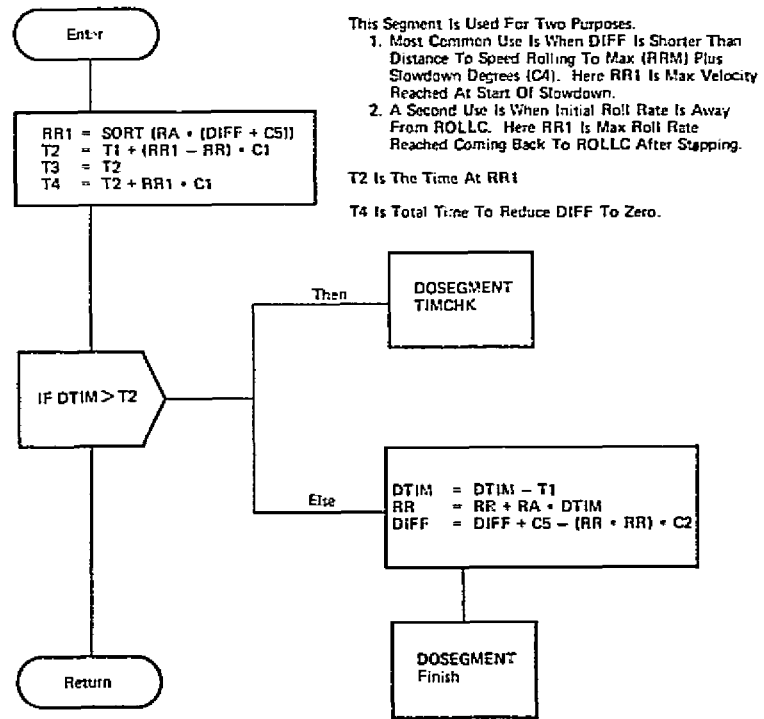 Enter
This Segment Is Used For Two Purposes.
1. Most Common Use Is When DIFF Is Shorter Than
Distance To Speed Rolling To Max (RRM) Plus
Slowdown Degrees (C4). Here RR1 Is Max Velocity
Reached At Start Of Slowdown.
2. A Second Use Is When Initial Roll Rate Is Away
From ROLLC. Here RR1 Is Max Roll Rate
Reached Coming Back To ROLLC After Stopping.
T2 Is The Time At RR1
T4 Is Total Time To Reduce DIFF To Zero.
RR1 = SORT (RA • (DIFF + C5))
T2 = T1 + (RR1 – RR) • C1
T3 = T2
T4 = T2 + RR1 • C1
Then
DOSEGMENT
TIMCHK
IF DTIM > T2
Else
DTIM = DTIM – T1
RR = RR + RA • DTIM
DIFF = DIFF + C5 – (RR • RR) • C2
DOSEGMENT
Finish
Return